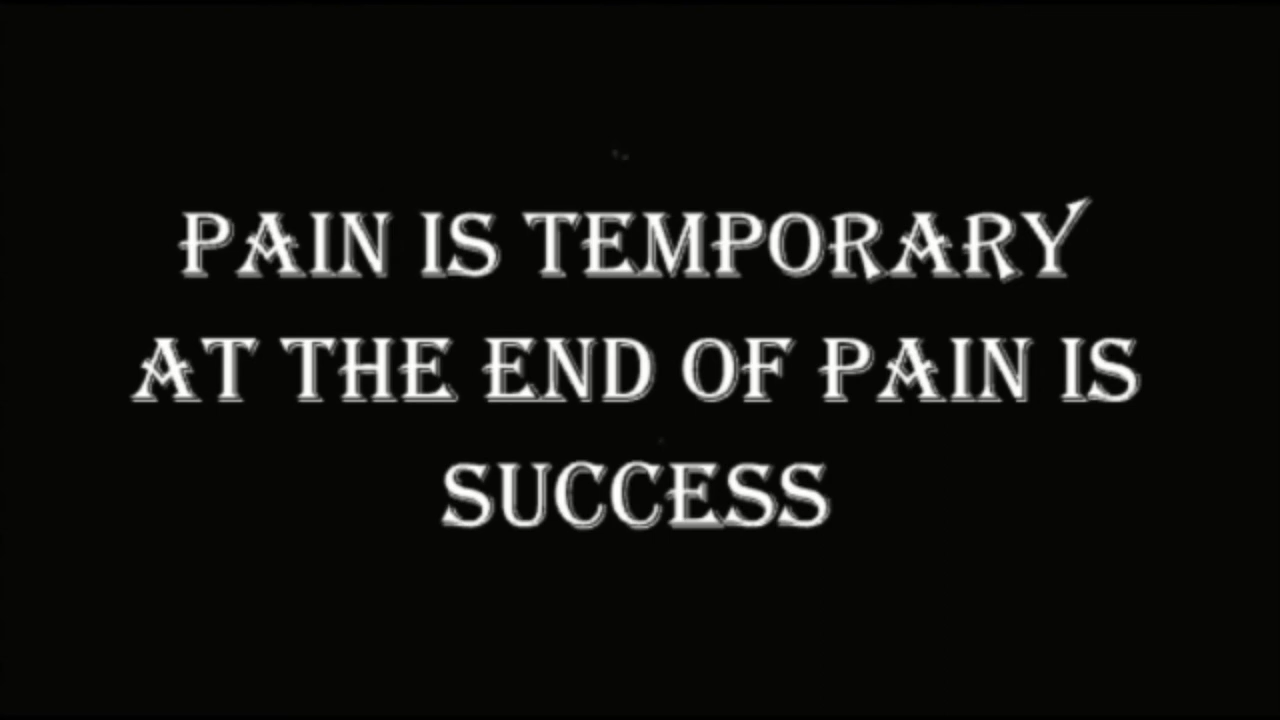 PAIN IS TEMPORARY
AT THE END OF PAIN IS
SUCCESS